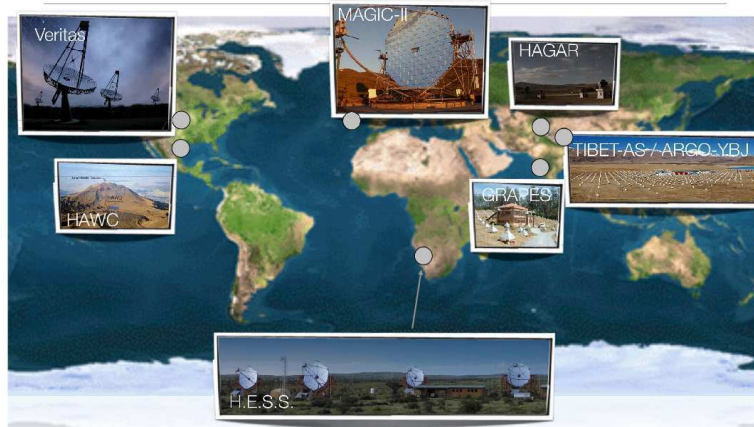 MAGIC-II
Veritas
HAGAR
TIBET-AS-/ ARGO-YBJ
GRAPES
HAWC
H.E.S.S.